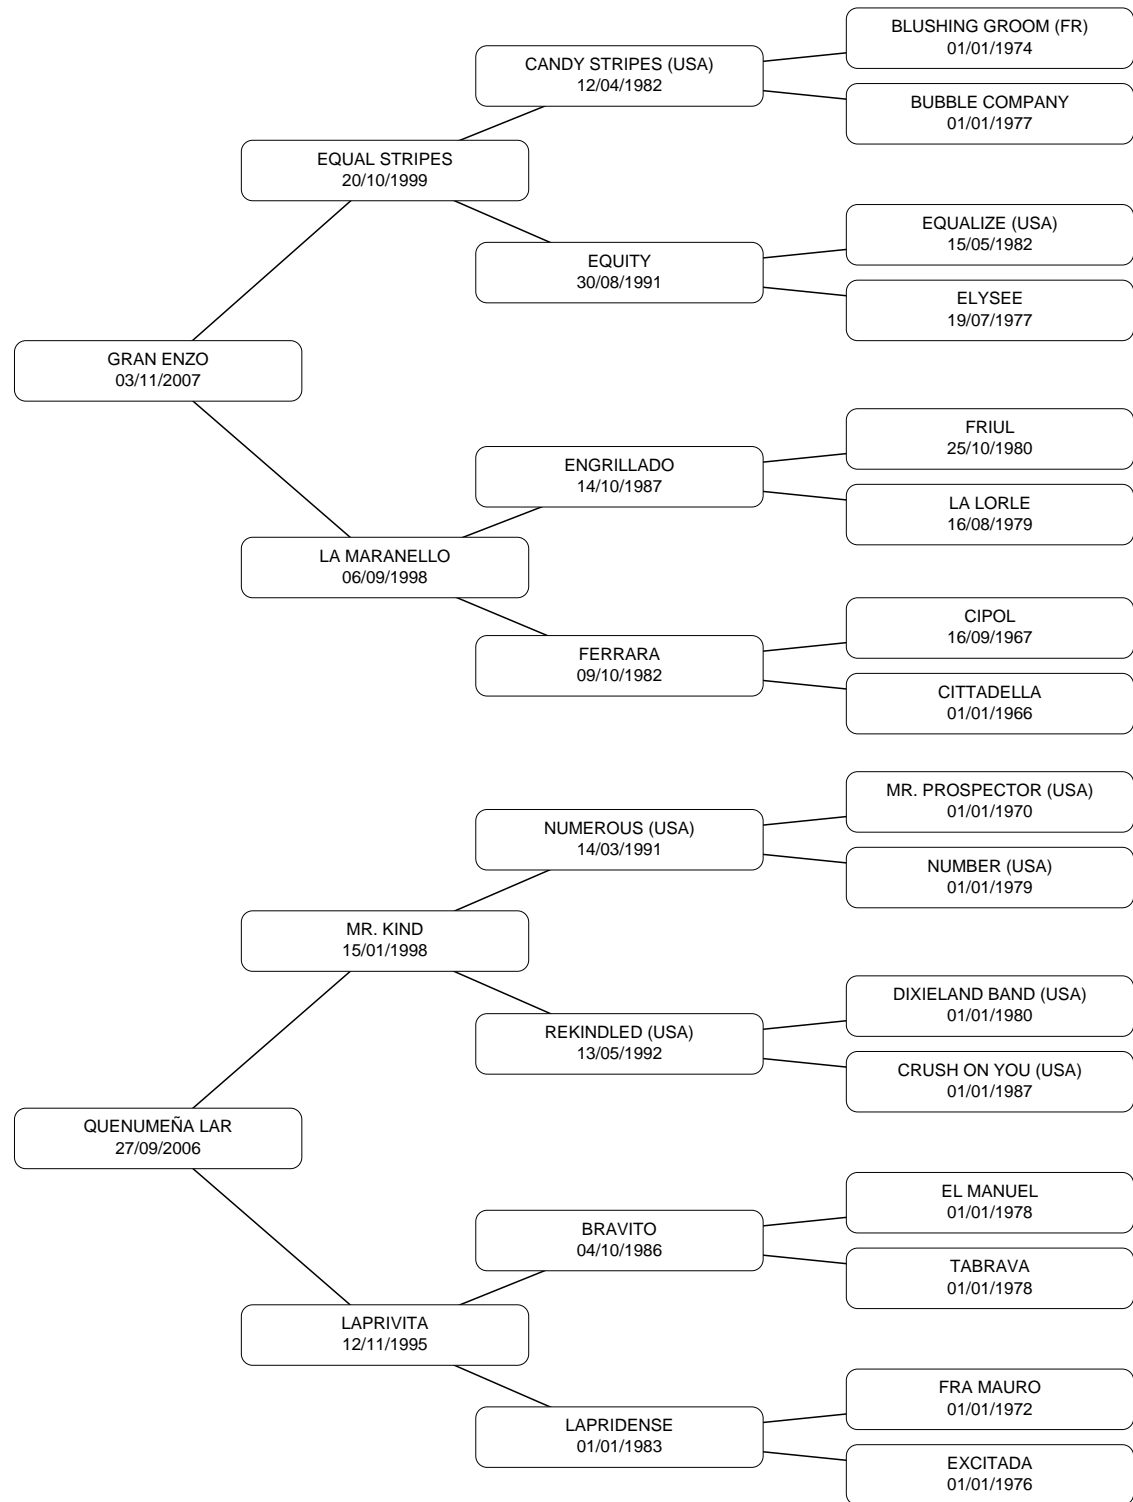 BLUSHING GROOM (FR)
01/01/1974
CANDY STRIPES (USA)
12/04/1982
BUBBLE COMPANY
01/01/1977
EQUAL STRIPES
20/10/1999
EQUALIZE (USA)
15/05/1982
EQUITY
30/08/1991
ELYSEE
19/07/1977
GRAN ENZO
03/11/2007
FRIUL
25/10/1980
ENGRILLADO
14/10/1987
LA LORLE
16/08/1979
LA MARANELLO
06/09/1998
CIPOL
16/09/1967
FERRARA
09/10/1982
CITTADELLA
01/01/1966
MR. PROSPECTOR (USA)
01/01/1970
NUMEROUS (USA)
14/03/1991
NUMBER (USA)
01/01/1979
MR. KIND
15/01/1998
DIXIELAND BAND (USA)
01/01/1980
REKINDLED (USA)
13/05/1992
CRUSH ON YOU (USA)
01/01/1987
QUENUMEÑA LAR
27/09/2006
EL MANUEL
01/01/1978
BRAVITO
04/10/1986
TABRAVA
01/01/1978
LAPRIVITA
12/11/1995
FRA MAURO
01/01/1972
LAPRIDENSE
01/01/1983
EXCITADA
01/01/1976